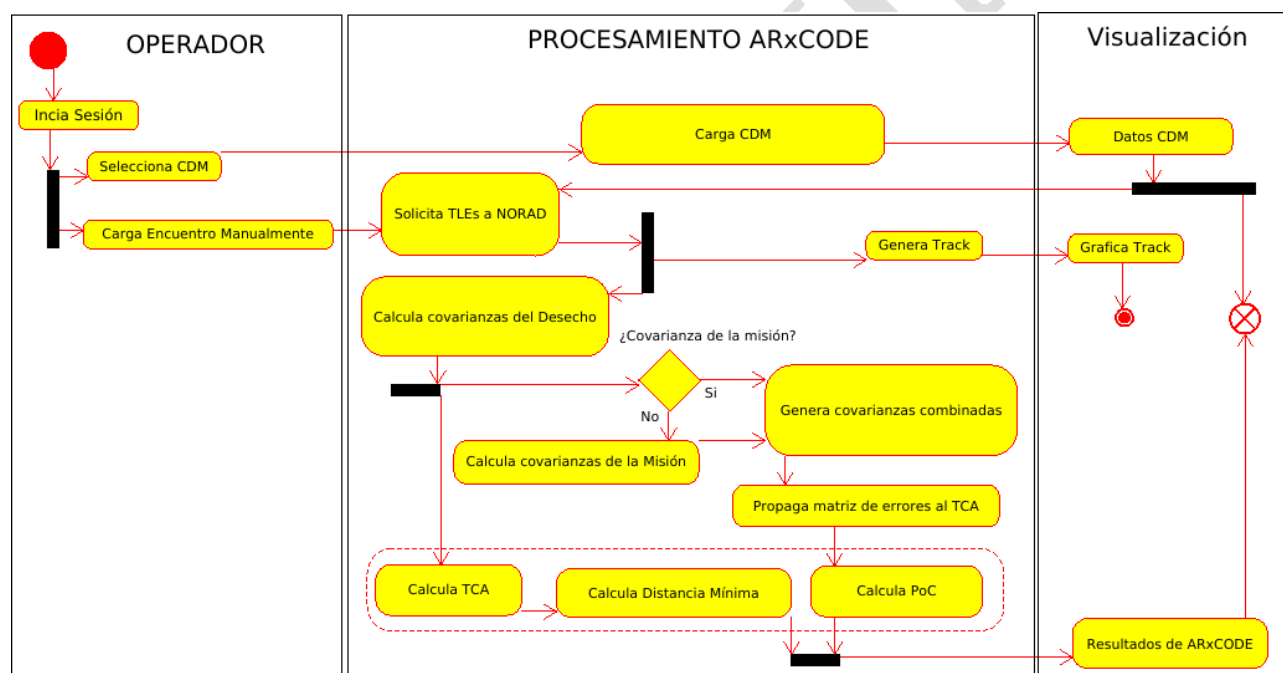 OPERADOR
PROCESAMIENTO ARxCODE
Visualización
Incia Sesión
Selecciona CDM
Carga CDM
Datos CDM
Carga Encuentro Manualmente
Solicita TLEs a NORAD
Genera Track
Grafica Track
Calcula covarianzas del Desecho
¿Covarianza de la misión?
Si
No
Genera covarianzas combinadas
Calcula covarianzas de la Misión
Propaga matriz de errores al TCA
Calcula TCA
Calcula Distancia Mínima
Calcula PoC
Resultados de ARxCODE